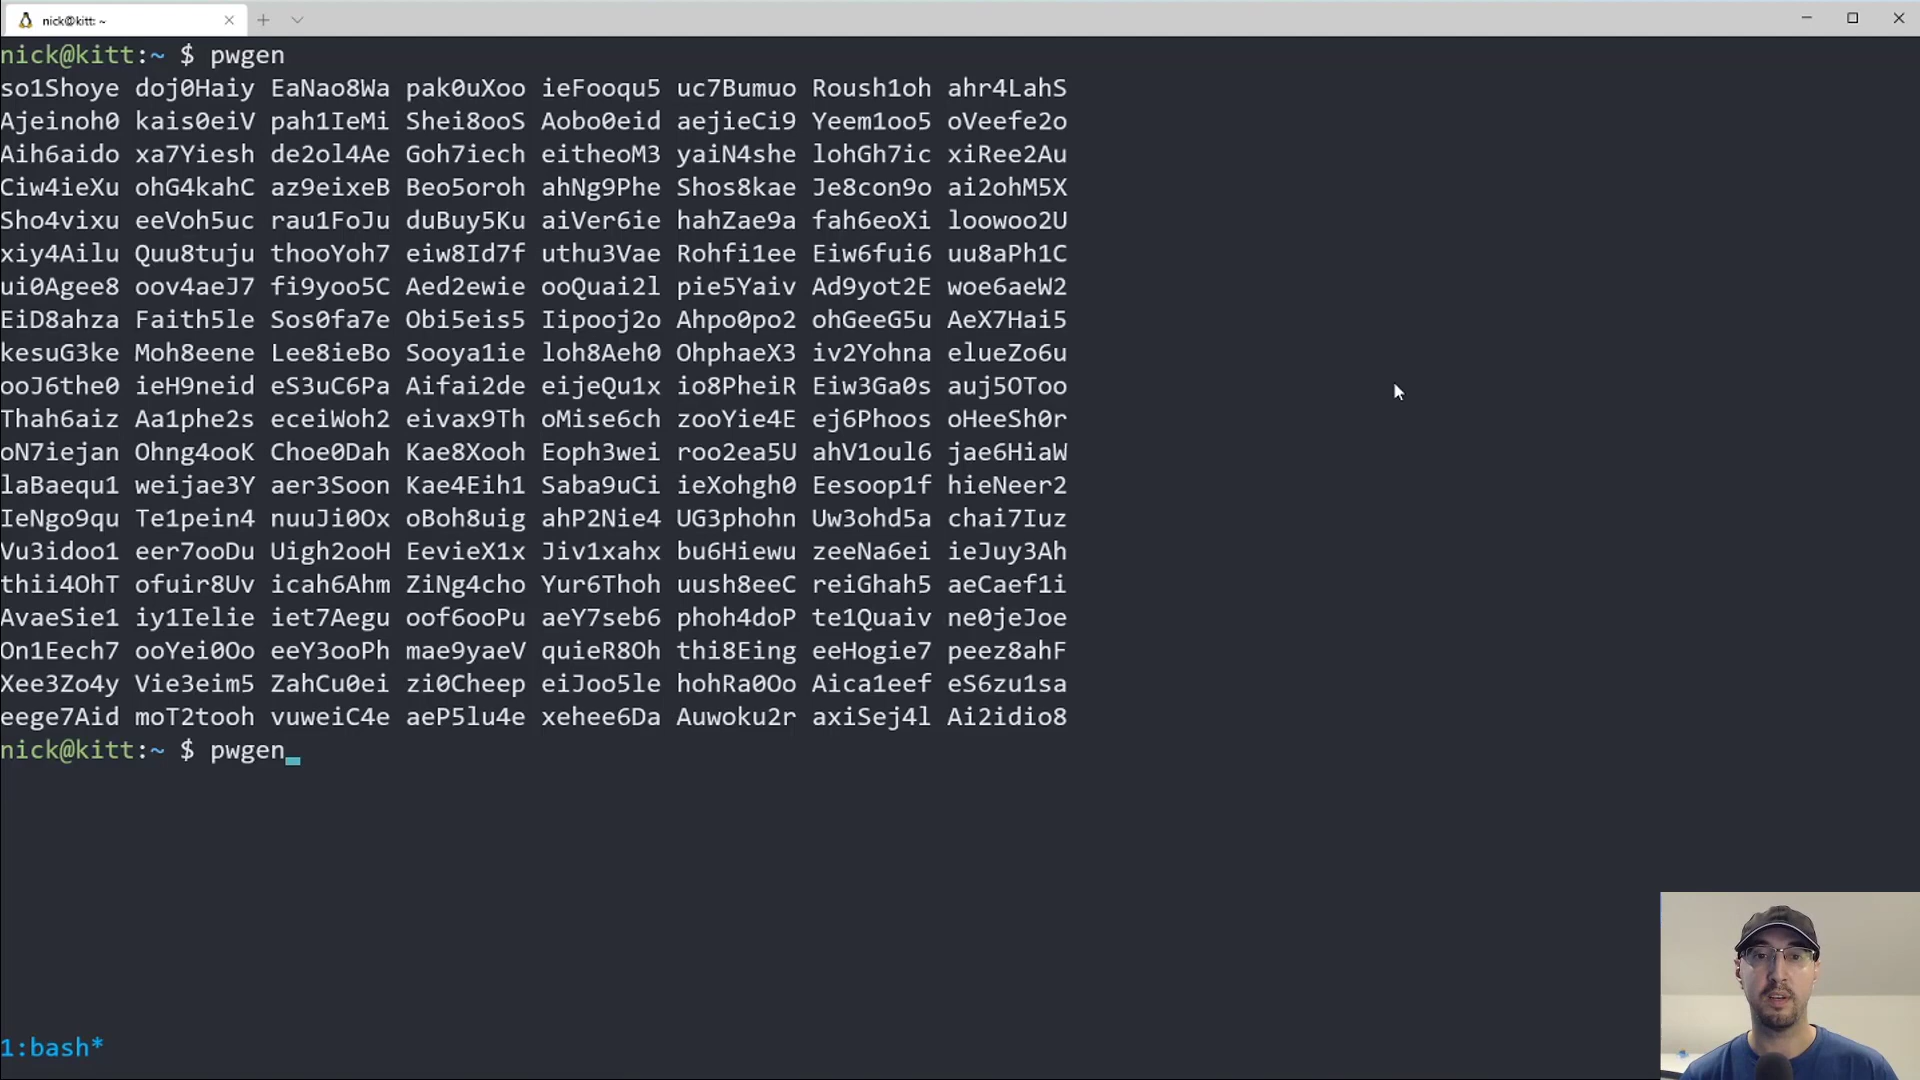 nick@kitt: ~
nick@kitt:~ $ pwgen
so1Shoye doj0Haiy EaNao8Wa pak0uXoo ieFooqu5 uc7Bumuo Roush1oh ahr4LahS
Ajeinoh0 kais0eiV pah1IeMi Shei8ooS Aobo0eid aejieCi9 Yeem1oo5 oVeefe2o
Aih6aido xa7Yiesh de2ol4Ae Goh7iech eitheoM3 yaiN4she lohGh7ic xiRee2Au
Ciw4ieXu ohG4kahC az9eixeB Beo5oroh ahNg9Phe Shos8kae Je8con9o ai2ohM5X
Sho4vixu eeVoh5uc rau1FoJu duBuy5Ku aiVer6ie hahZae9a fah6eoXi loowoo2U
xiy4Ailu Quu8tuju thooYoh7 eiw8Id7f uthu3Vae Rohfi1ee Eiw6fui6 uu8aPh1C
ui0Agee8 oov4aeJ7 fi9yoo5C Aed2ewie ooQuai2l pie5Yaiv Ad9yot2E woe6aeW2
EiD8ahza Faith5le Sos0fa7e Obi5eis5 Iipooj2o Ahpo0po2 ohGeeG5u AeX7Hai5
kesuG3ke Moh8eene Lee8ieBo Sooya1ie loh8Aeh0 OhphaeX3 iv2Yohna elueZo6u
ooJ6the0 ieH9neid eS3uC6Pa Aifai2de eijeQu1x io8PheiR Eiw3Ga0s auj5OToo
Thah6aiz Aa1phe2s eceiWoh2 eivax9Th oMise6ch zooYie4E ej6Phoos oHeeSh0r
oN7iejan Ohng4ooK Choe0Dah Kae8Xooh Eoph3wei roo2ea5U ahV1oul6 jae6HiaW
laBaequ1 weijae3Y aer3Soon Kae4Eih1 Saba9uCi ieXohgh0 Eesoop1f hieNeer2
IeNgo9qu Te1pein4 nuuJi0Ox oBoh8uig ahP2Nie4 UG3phohn Uw3ohd5a chai7Iuz
Vu3idoo1 eer7ooDu Uigh2ooH EevieX1x Jiv1xahx bu6Hiewu zeeNa6ei ieJuy3Ah
thii4OhT ofuir8Uv icah6Ahm ZiNg4cho Yur6Thoh uush8eeC reiGhah5 aeCaef1i
AvaeSie1 iy1Ielie iet7Aegu oof6ooPu aeY7seb6 phoh4doP te1Quaiv ne0jeJoe
On1Eech7 ooYei0Oo eeY3ooPh mae9yaeV quieR8Oh thi8Eing eeHogie7 peez8ahF
Xee3Zo4y Vie3eim5 ZahCu0ei zi0Cheep eiJoo5le hohRa0Oo Aica1eef eS6zu1sa
eege7Aid moT2tooh vuweiC4e aeP5lu4e xehee6Da Auwoku2r axiSej4l Ai2idio8
nick@kitt:~ $ pwgen
1:bash*